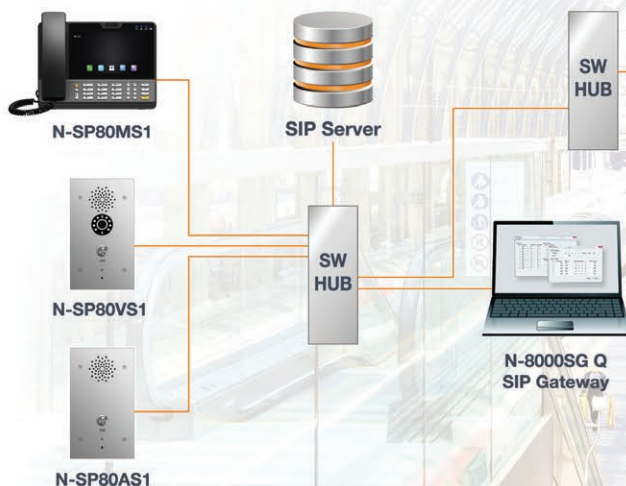 N-SP80MS1
SIP Server
SW
HUB
N-SP80VS1
SW
HUB
N-8000SG Q
SIP Gateway
N-SP80AS1